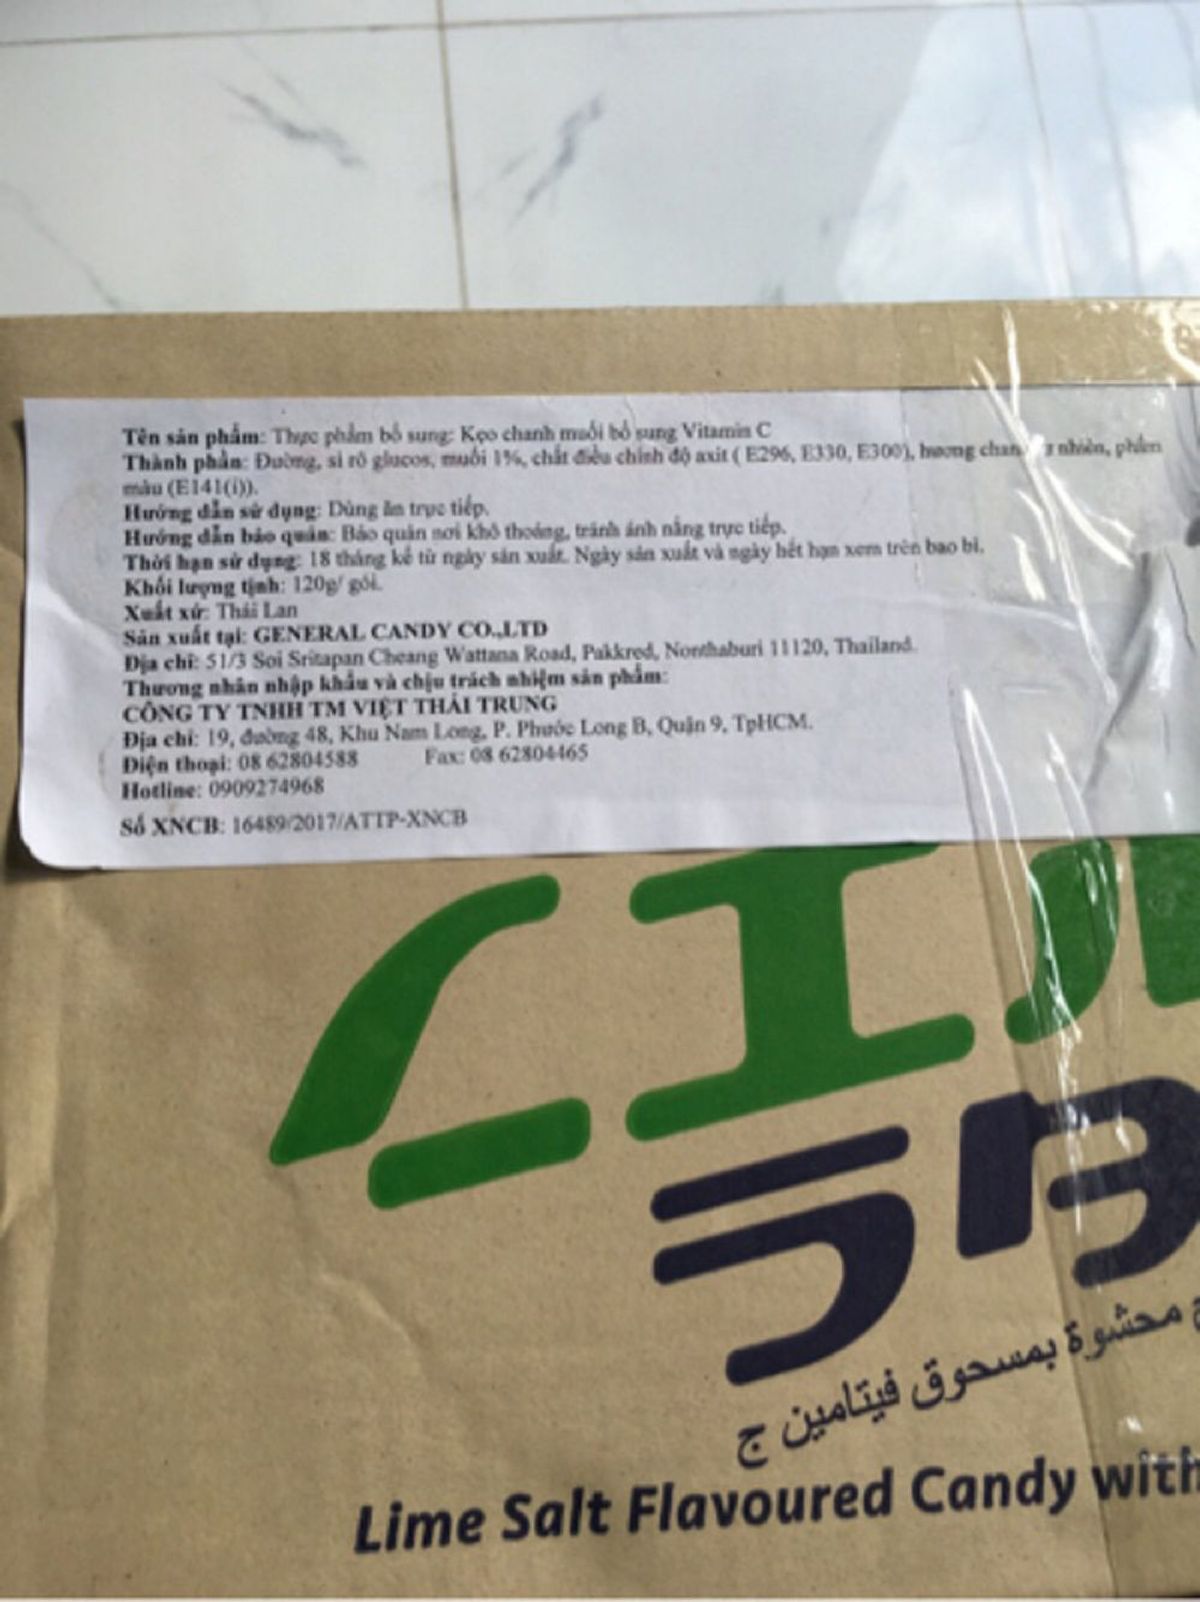 Tên sản phẩm: Thực phẩm bổ sung: Kẹo chanh muối bổ sung Vitamin C
Thành phần: Đường, si rô glucos, muối 1%, chất điều chỉnh độ axit ( E296, E330, E300), hương chanh nhiên, phẩm
màu (E141(i)).
Hướng dẫn sử dụng: Dùng ăn trực tiếp.
Hướng dẫn bảo quản: Bảo quản nơi khô thoáng, tránh ánh nắng trực tiếp.
Thời hạn sử dụng: 18 tháng kể từ ngày sản xuất. Ngày sản xuất và ngày hết hạn xem trên bao bì.
Khối lượng tịnh: 120g/ gói.
Xuất xứ: Thái Lan
Sản xuất tại: GENERAL CANDY CO.,LTD
Địa chỉ: 51/3 Soi Sritapan Cheang Wattana Road, Pakkred, Nonthaburi 11120, Thailand.
Thương nhân nhập khẩu và chịu trách nhiệm sản phẩm:
CÔNG TY TNHH TM VIỆT THÁI TRUNG
Địa chỉ: 19, đường 48, Khu Nam Long, P. Phước Long B, Quận 9, TpHCM.
Điện thoại: 08 62804588 Fax: 08 62804465
Hotline: 0909274968
Số XNCB: 16489/2017/ATTP-XNCB
محشوة بمسحوق فيتامين ج
Lime Salt Flavoured Candy with